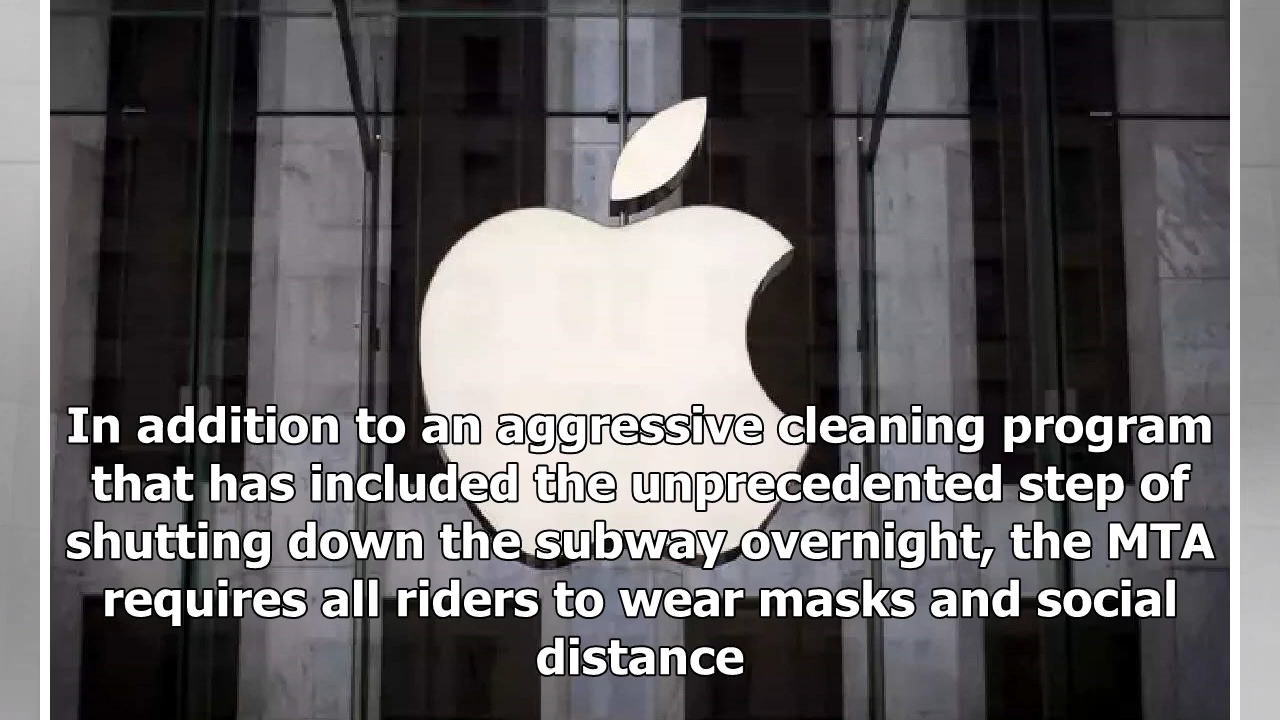 In addition to an aggressive cleaning program
that has included the unprecedented step of
shutting down the subway overnight, the MTA
requires all riders to wear masks and social
distance